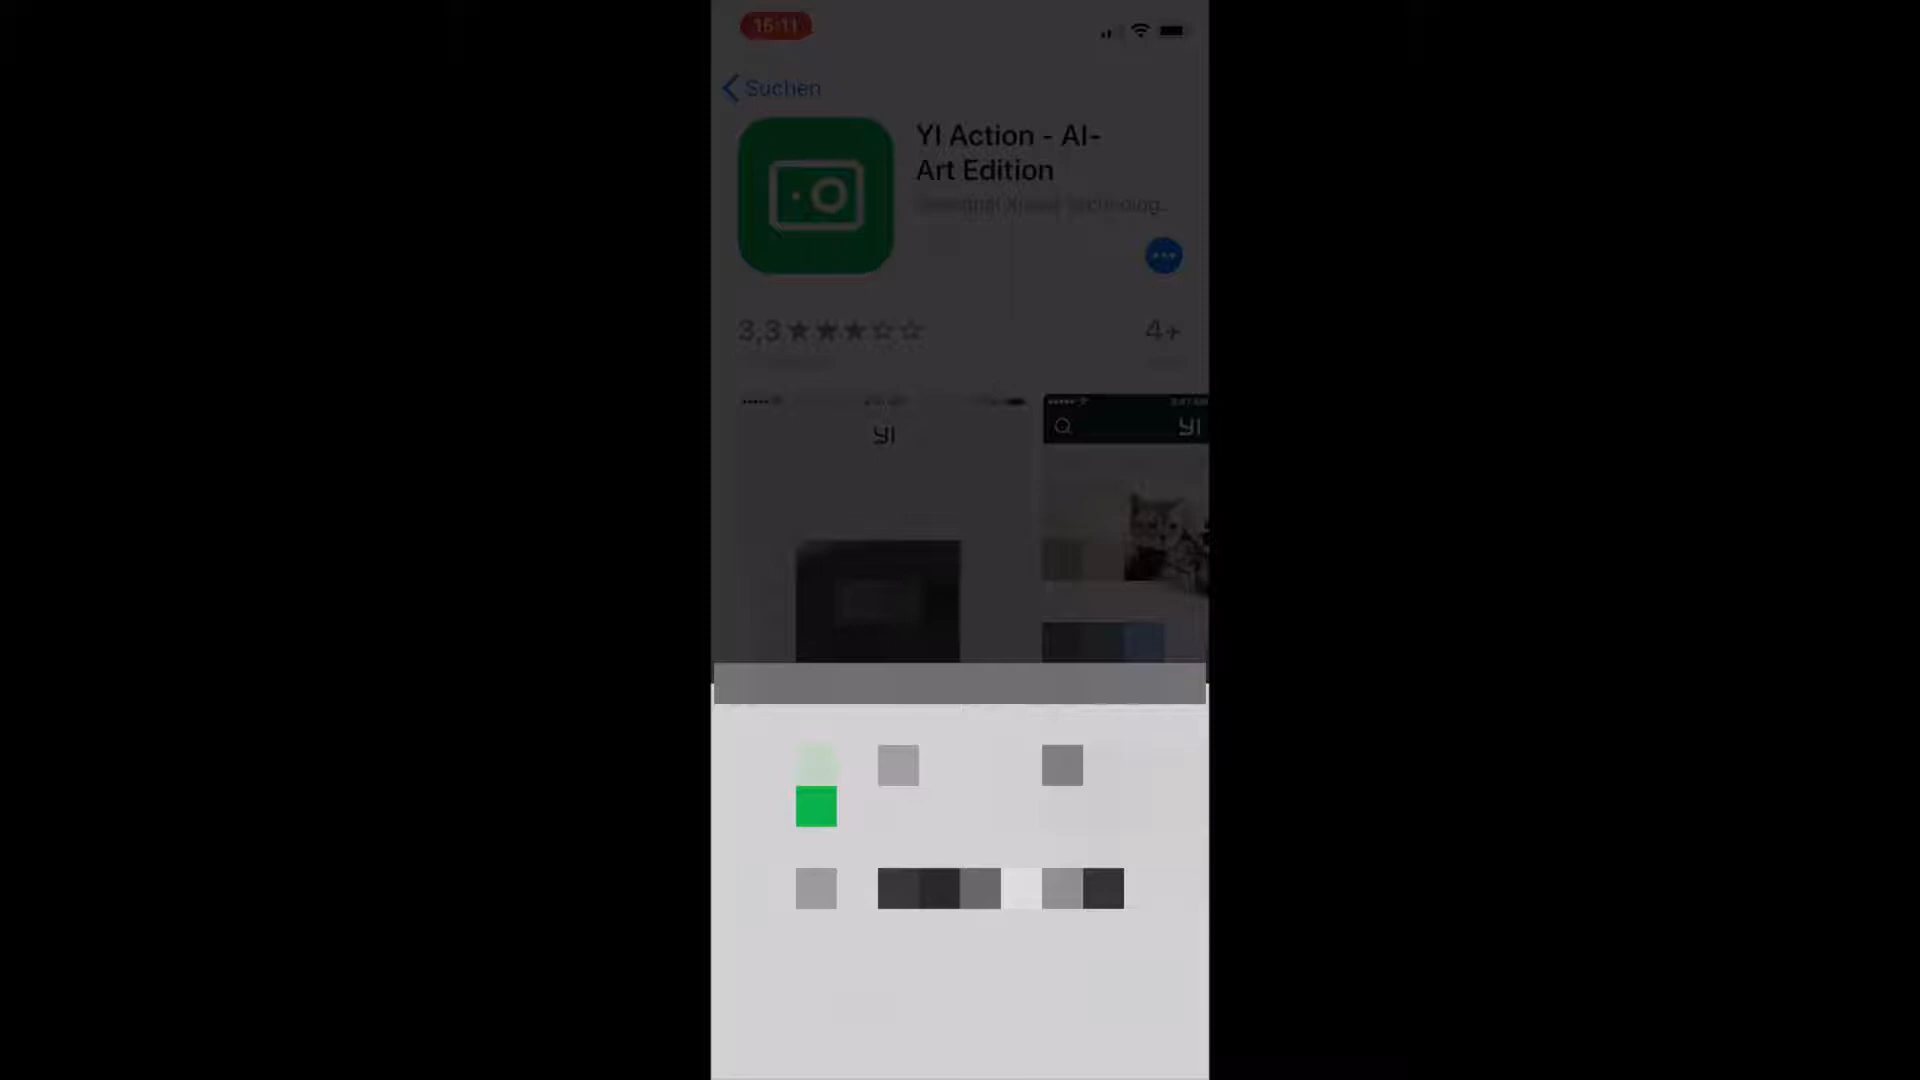 15:11
Suchen
YI Action - AI-
Art Edition
3,3★★★☆☆
4+
YI
YI